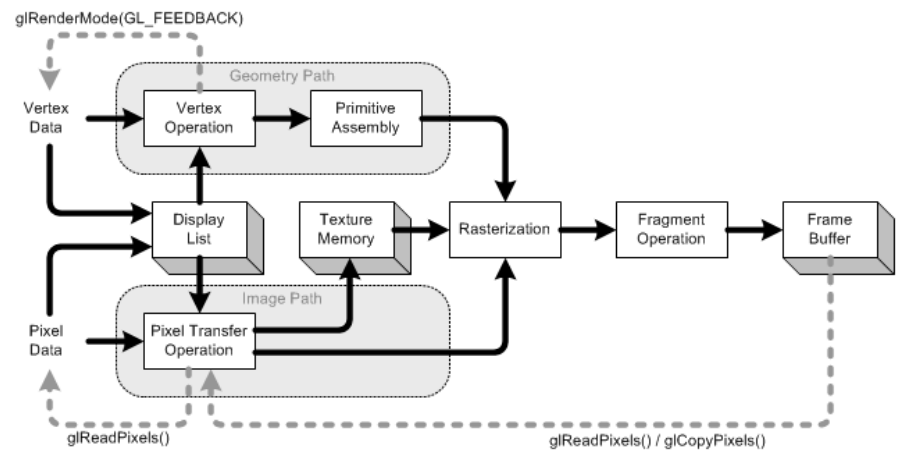 glRenderMode(GL_FEEDBACK)
Geometry Path
Vertex
Data
Vertex
Operation
Primitive
Assembly
Display
List
Texture
Memory
Rasterization
Fragment
Operation
Frame
Buffer
Image Path
Pixel
Data
Pixel Transfer
Operation
glReadPixels()
glReadPixels() / glCopyPixels()